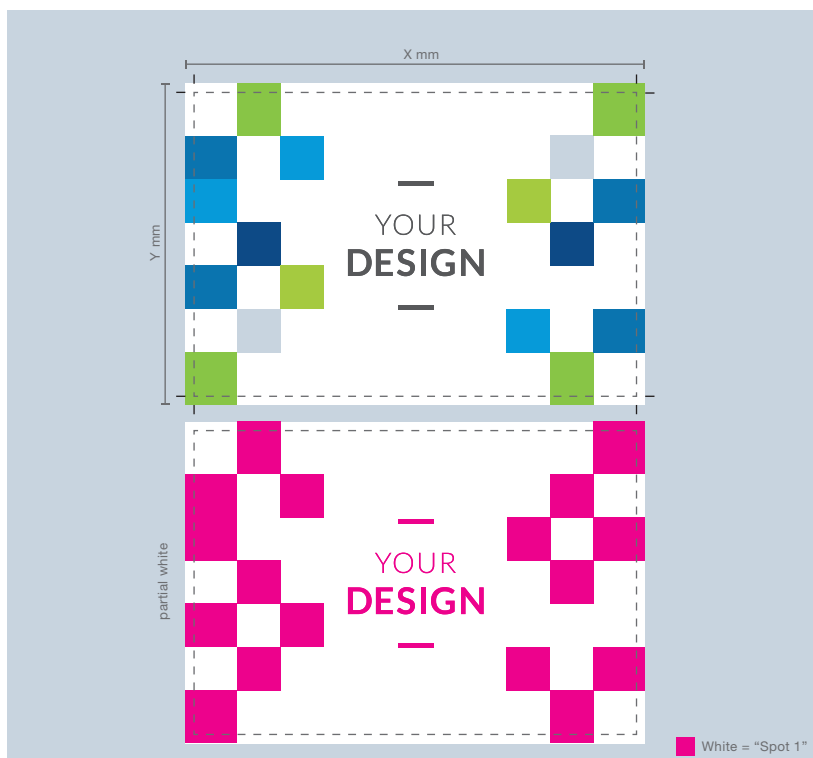 X mm
Y mm
YOUR
DESIGN
partial white
YOUR
DESIGN
White = “Spot 1”